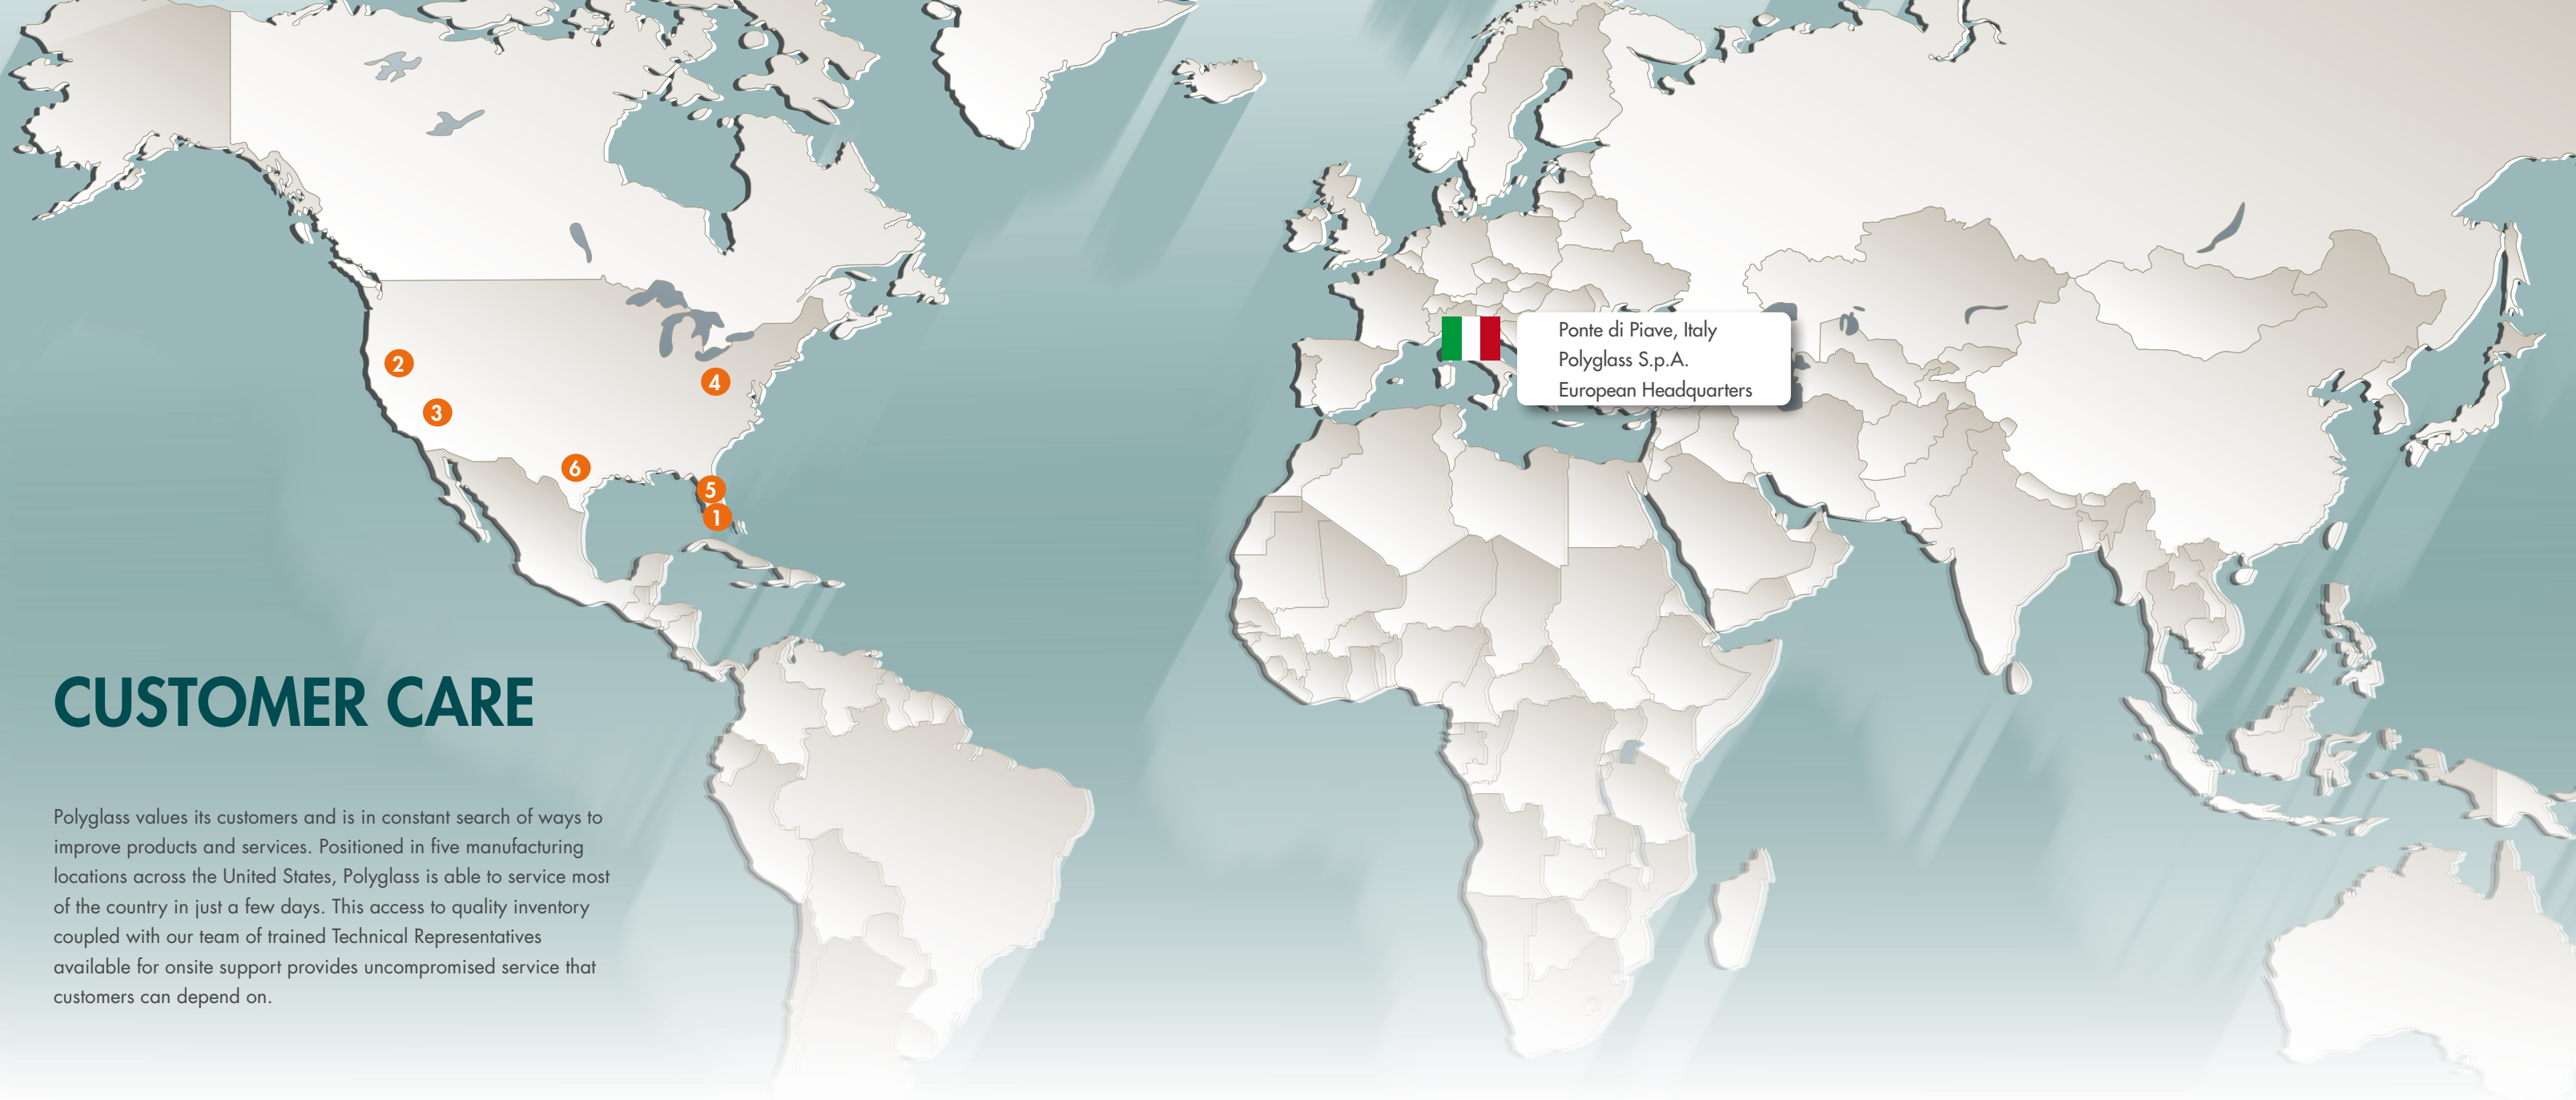 2
3
4
6
5
1
Ponte di Piave, Italy
Polyglass S.p.A.
European Headquarters
CUSTOMER CARE
Polyglass values its customers and is in constant search of ways to
improve products and services. Positioned in five manufacturing
locations across the United States, Polyglass is able to service most
of the country in just a few days. This access to quality inventory
coupled with our team of trained Technical Representatives
available for onsite support provides uncompromised service that
customers can depend on.